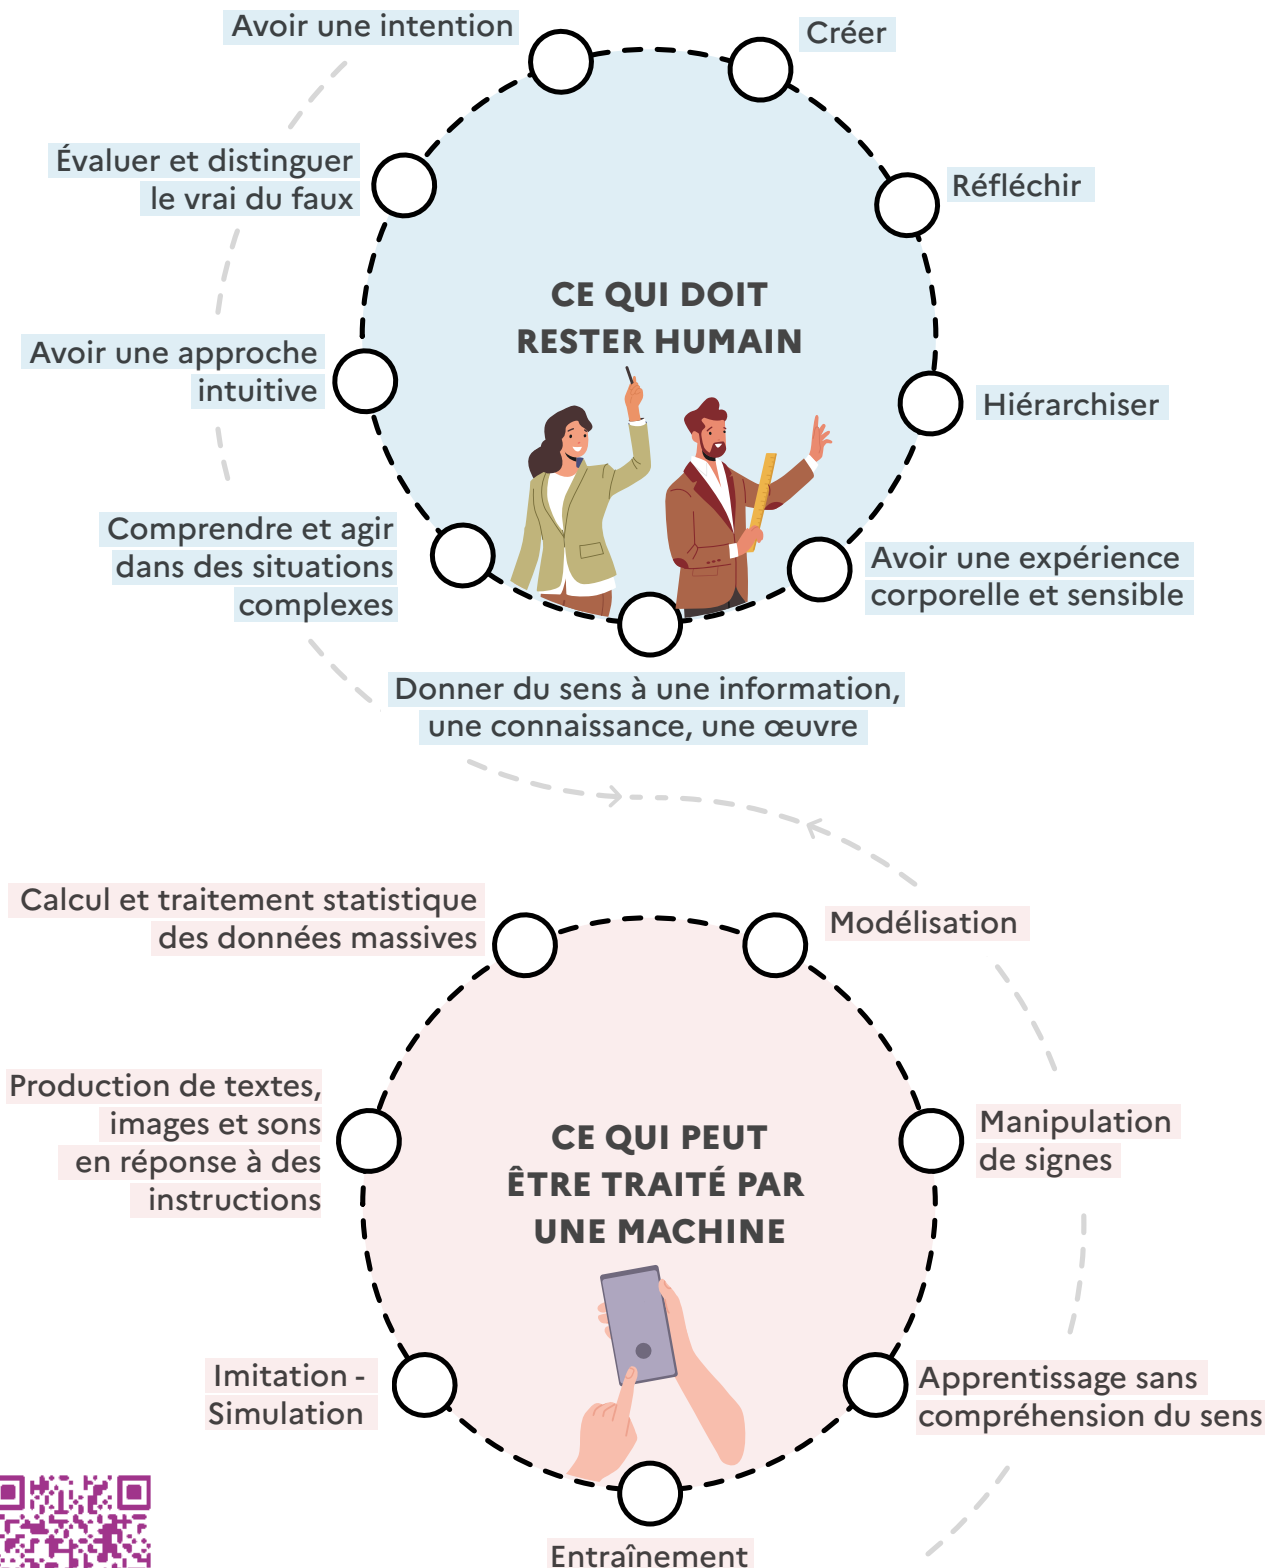 Avoir une intention
Créer
Évaluer et distinguer
le vrai du faux
Réfléchir
CE QUI DOIT
RESTER HUMAIN
Avoir une approche
intuitive
Hiérarchiser
Comprendre et agir
dans des situations
complexes
Avoir une expérience
corporelle et sensible
Donner du sens à une information,
une connaissance, une œuvre
Calcul et traitement statistique
des données massives
Modélisation
Production de textes,
images et sons
en réponse à des
instructions
CE QUI PEUT
ÊTRE TRAITÉ PAR
UNE MACHINE
Manipulation
de signes
Imitation -
Simulation
Apprentissage sans
compréhension du sens
Entraînement